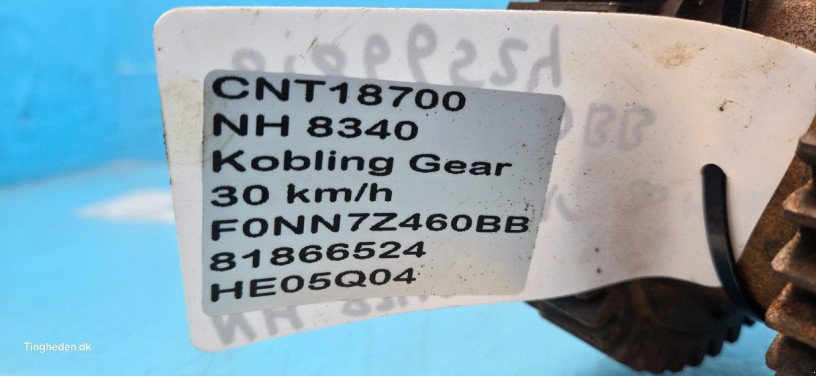 CNT18700
NH 8340
Kobling Gear
30 km/h
F0NN7Z460BB
81866524
HE05Q04
Tingheden.dk